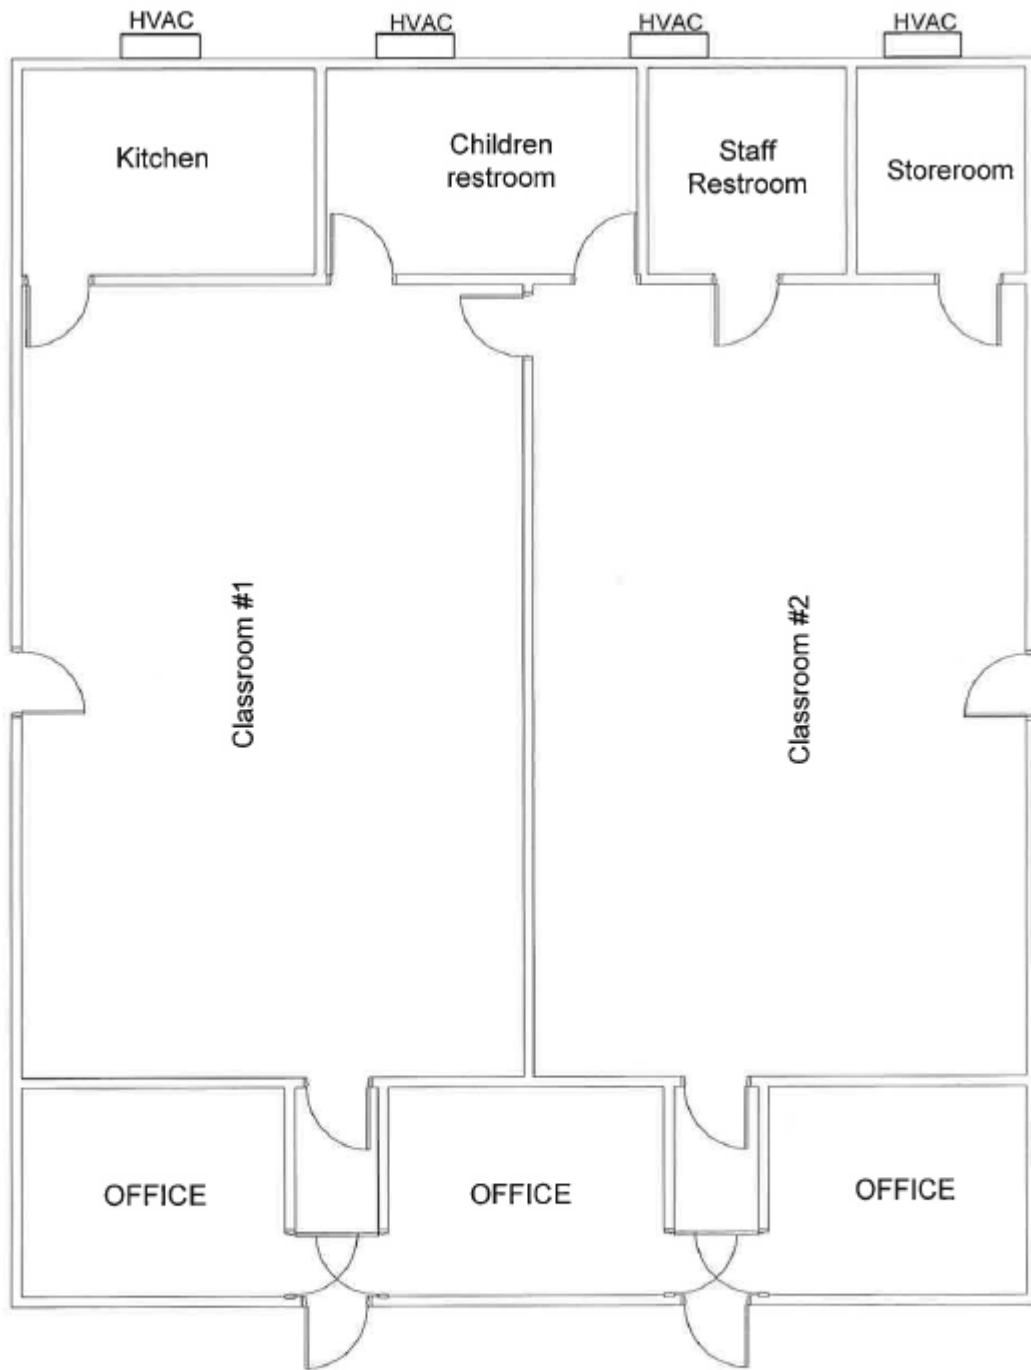 HVAC
HVAC
HVAC
HVAC
Kitchen
Children
restroom
Staff
Restroom
Storeroom
Classroom #1
Classroom #2
OFFICE
OFFICE
OFFICE